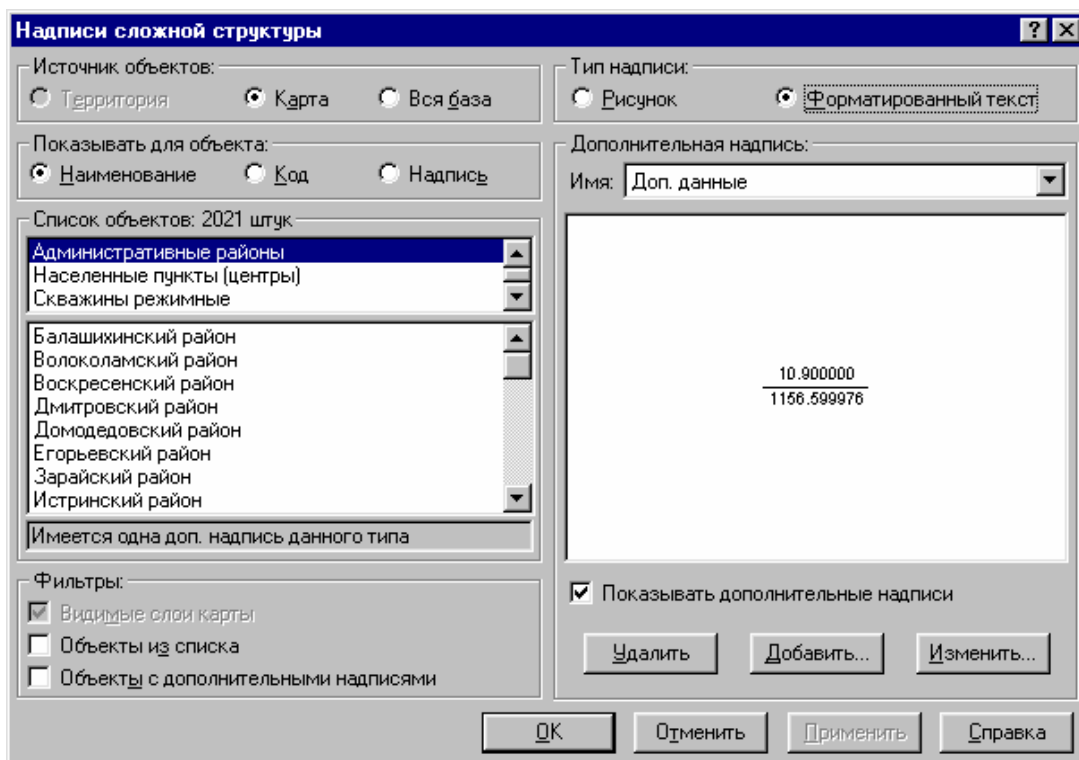 Надписи сложной структуры
Источник объектов:
Территория Карта Вся база
Показывать для объекта:
Наименование Код Надпись
Список объектов: 2021 штук
Административные районы
Населенные пункты (центры)
Скважины режимные
Балашихинский район
Волоколамский район
Воскресенский район
Дмитровский район
Домодедовский район
Егорьевский район
Зарайский район
Истринский район
Имеется одна доп. надпись данного типа
Фильтры:
Видимые слои карты
Объекты из списка
Объекты с дополнительными надписями
Тип надписи:
Рисунок Форматированный текст
Дополнительная надпись:
Имя: Доп. данные
10.900000
1156.599976
Показывать дополнительные надписи
Удалить Добавить... Изменить...
OK Отменить Применить Справка